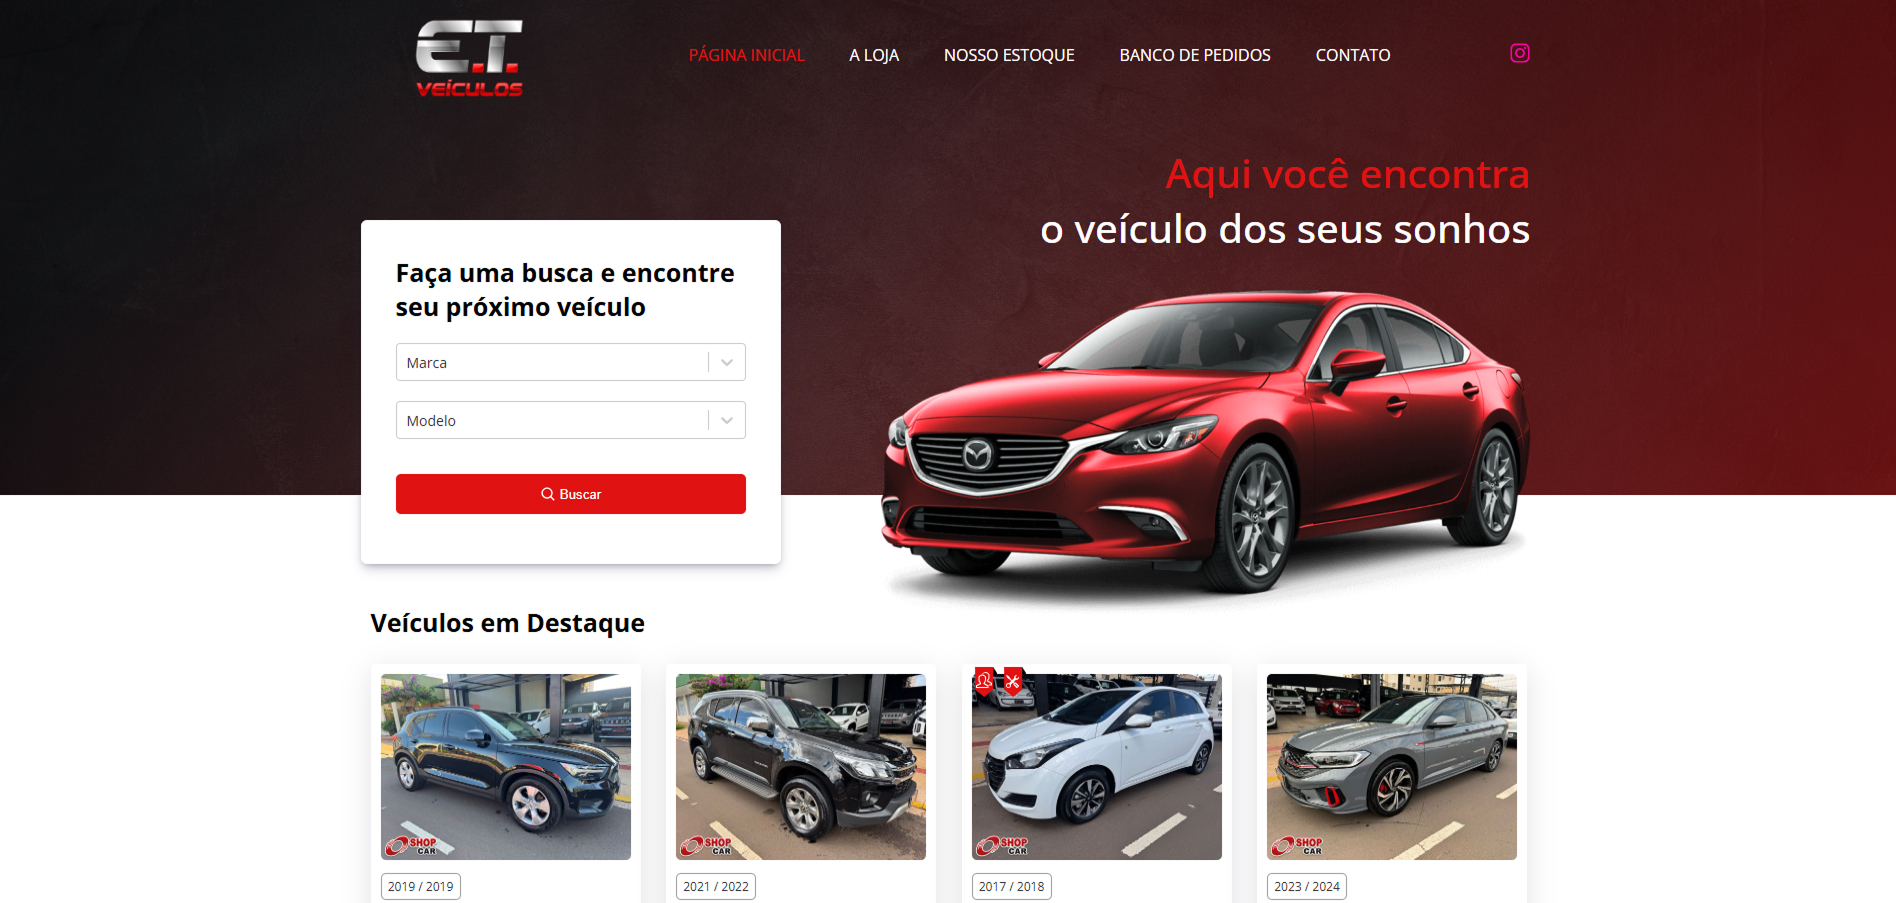 E.T.
VEÍCULOS
PÁGINA INICIAL
A LOJA
NOSSO ESTOQUE
BANCO DE PEDIDOS
CONTATO
Aqui você encontra
o veículo dos seus sonhos
Faça uma busca e encontre
seu próximo veículo
Marca
Modelo
Buscar
Veículos em Destaque
SHOP
CAR
2019 / 2019
SHOP
CAR
2021 / 2022
SHOP
CAR
2017 / 2018
SHOP
CAR
2023 / 2024